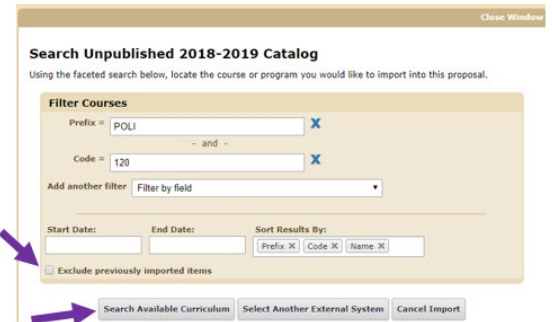 Close Window
Search Unpublished 2018-2019 Catalog
Using the faceted search below, locate the course or program you would like to import into this proposal.
Filter Courses
Prefix = POLI X
- and -
Code = 120 X
Add another filter Filter by field
Start Date: End Date: Sort Results By:
Prefix X Code X Name X
Exclude previously imported items
Search Available Curriculum Select Another External System Cancel Import